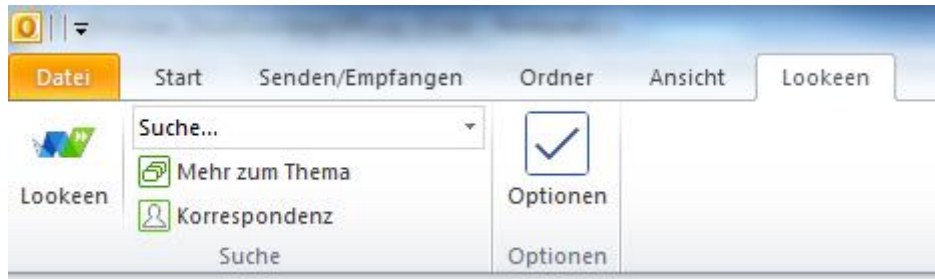 Datei Start Senden/Empfangen Ordner Ansicht Lookeen
Suche...
Mehr zum Thema
Korrespondenz
Lookeen
Suche
Optionen
Optionen